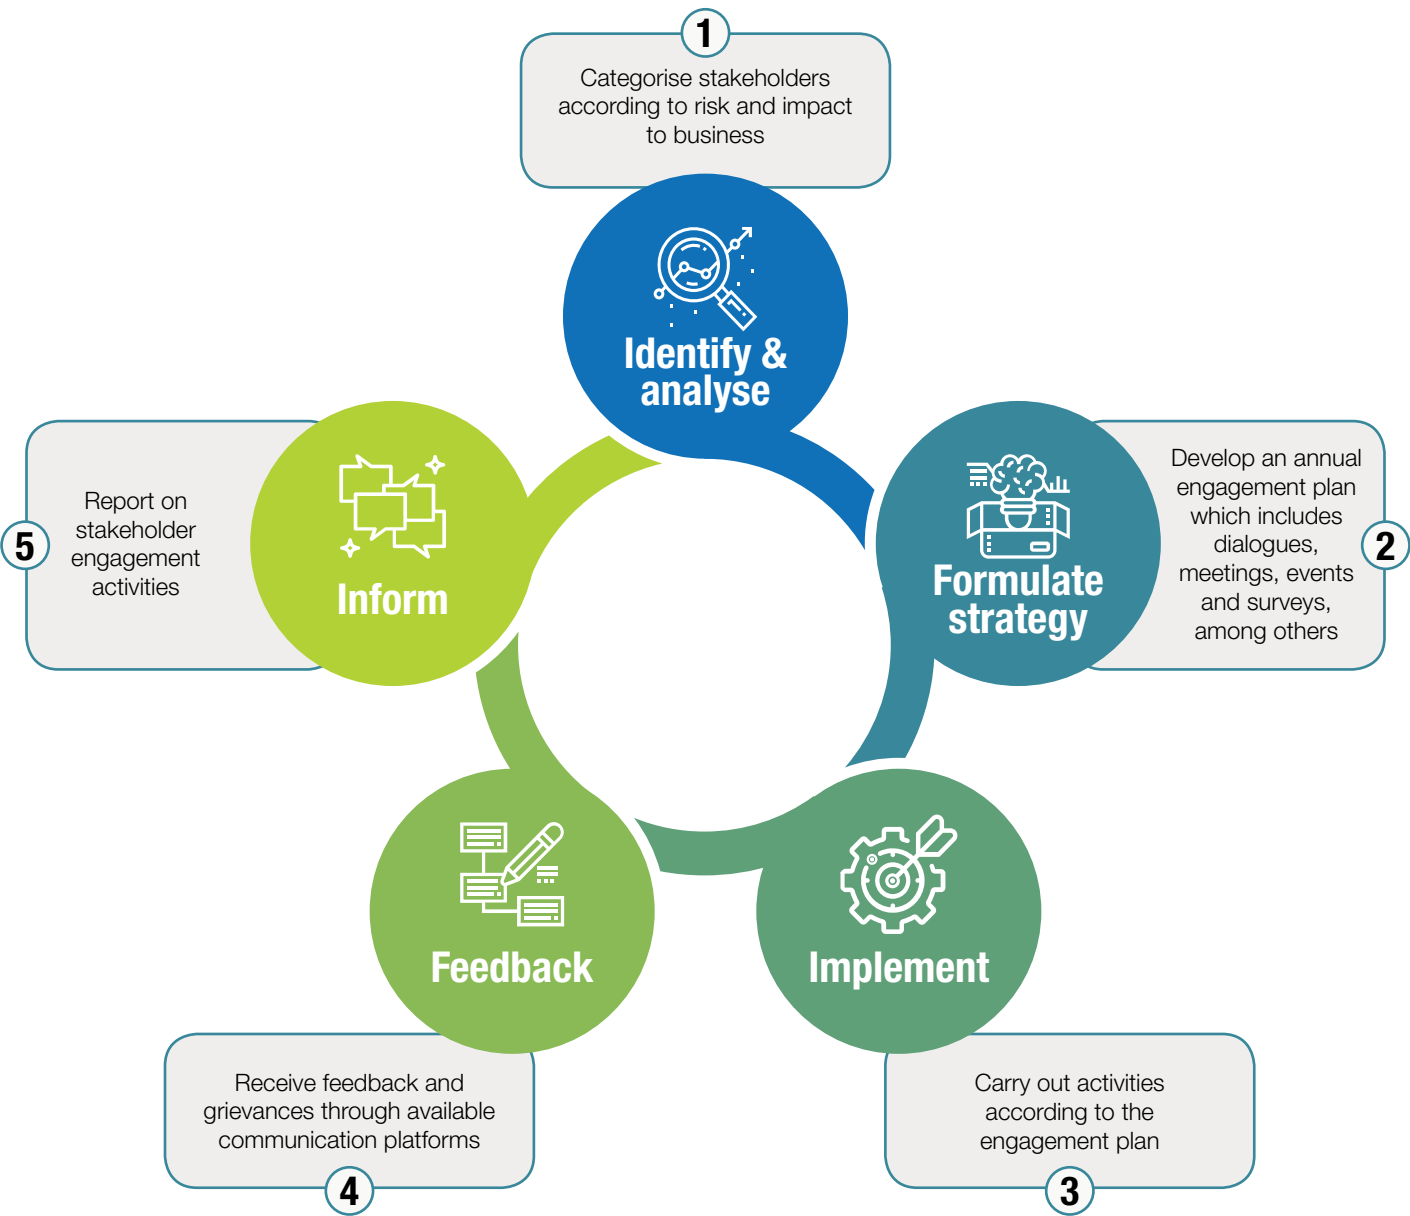 1
Categorise stakeholders
according to risk and impact
to business
Identify &
analyse
2
Develop an annual
engagement plan
which includes
dialogues,
meetings, events
and surveys,
among others
Formulate
strategy
3
Carry out activities
according to the
engagement plan
Implement
4
Receive feedback and
grievances through available
communication platforms
Feedback
5
Report on
stakeholder
engagement
activities
Inform